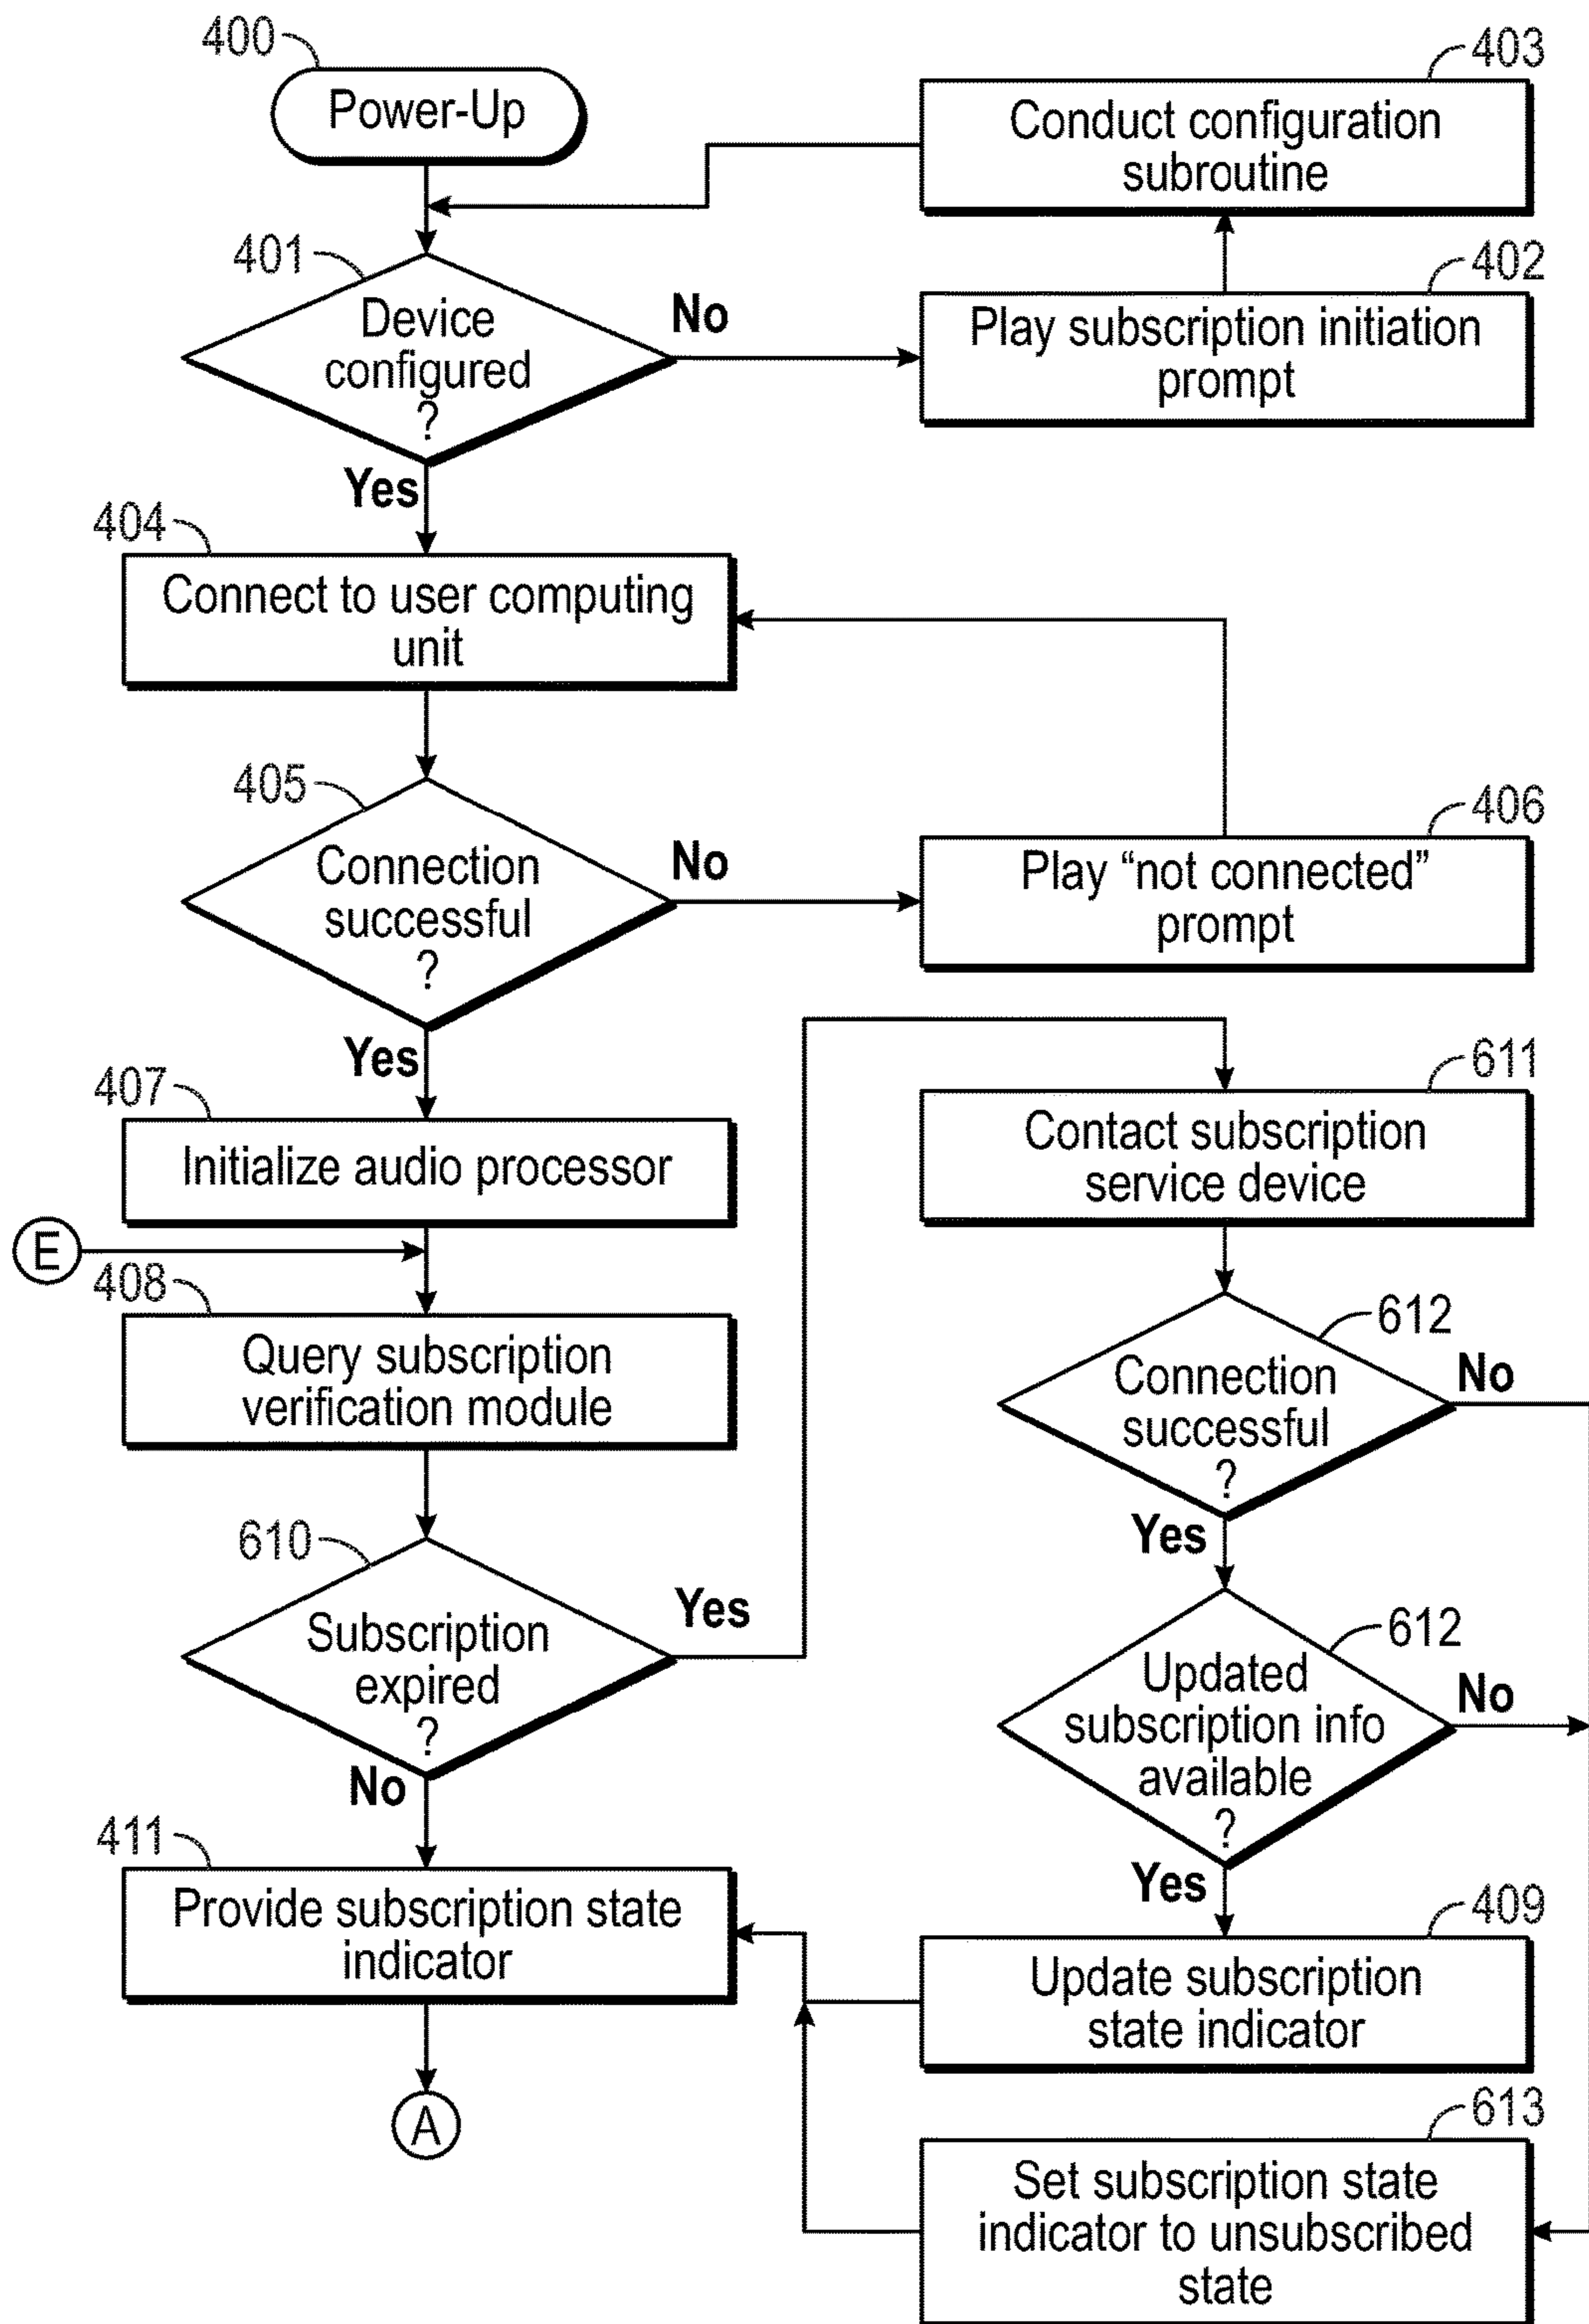 400
Power-Up
403
Conduct configuration
subroutine
401
Device
configured
?
No
402
Play subscription initiation
prompt
Yes
404
Connect to user computing
unit
405
Connection
successful
?
No
406
Play “not connected”
prompt
Yes
407
Initialize audio processor
E
408
Query subscription
verification module
610
Subscription
expired
?
Yes
No
611
Contact subscription
service device
612
Connection
successful
?
No
Yes
612
Updated
subscription info
available
?
No
Yes
411
Provide subscription state
indicator
A
409
Update subscription
state indicator
613
Set subscription state
indicator to unsubscribed
state